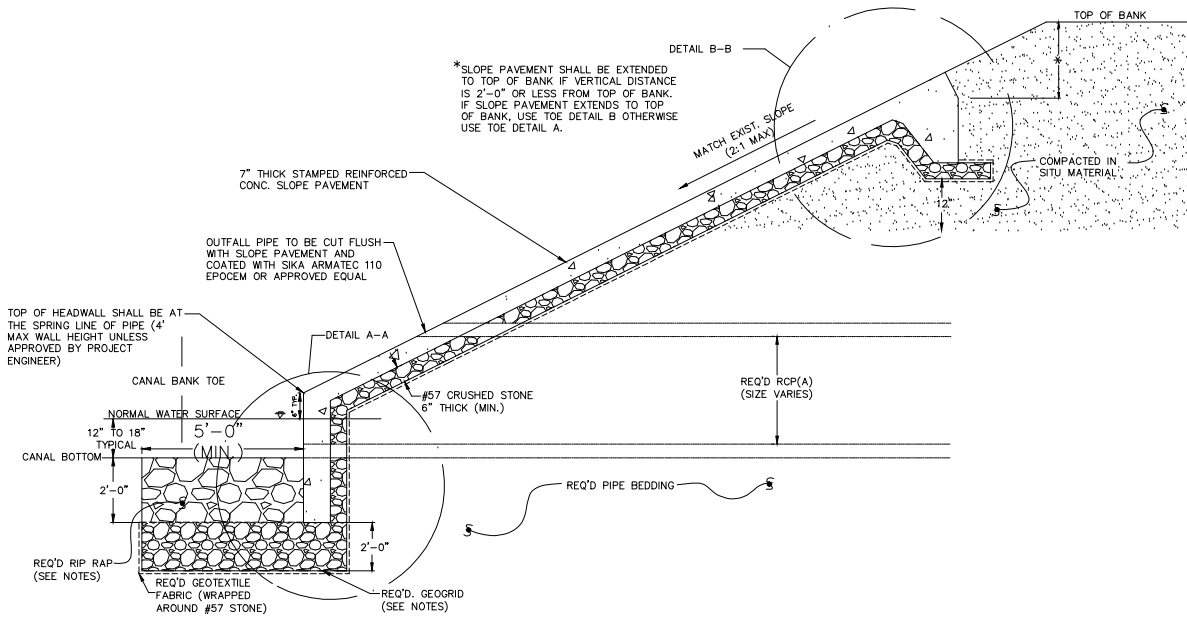 TOP OF BANK
DETAIL B-B
*SLOPE PAVEMENT SHALL BE EXTENDED
TO TOP OF BANK IF VERTICAL DISTANCE
IS 2'-0" OR LESS FROM TOP OF BANK.
IF SLOPE PAVEMENT EXTENDS TO TOP
OF BANK, USE TOE DETAIL B OTHERWISE
USE TOE DETAIL A.
*
MATCH EXIST. SLOPE
(2:1 MAX)
COMPACTED IN
SITU MATERIAL
7" THICK STAMPED REINFORCED
CONC. SLOPE PAVEMENT
12"
OUTFALL PIPE TO BE CUT FLUSH
WITH SLOPE PAVEMENT AND
COATED WITH SIKA ARMATEC 110
EPOCEM OR APPROVED EQUAL
TOP OF HEADWALL SHALL BE AT
THE SPRING LINE OF PIPE (4'
MAX WALL HEIGHT UNLESS
APPROVED BY PROJECT
ENGINEER)
DETAIL A-A
CANAL BANK TOE
REQ'D RCP(A)
(SIZE VARIES)
#57 CRUSHED STONE
6" THICK (MIN.)
6" TYP.
NORMAL WATER SURFACE
12" TO 18"
TYPICAL
5'-0"
(MIN.)
CANAL BOTTOM
2'-0"
REQ'D PIPE BEDDING
2'-0"
REQ'D RIP RAP
(SEE NOTES)
REQ'D GEOTEXTILE
FABRIC (WRAPPED
AROUND #57 STONE)
REQ'D. GEOGRID
(SEE NOTES)